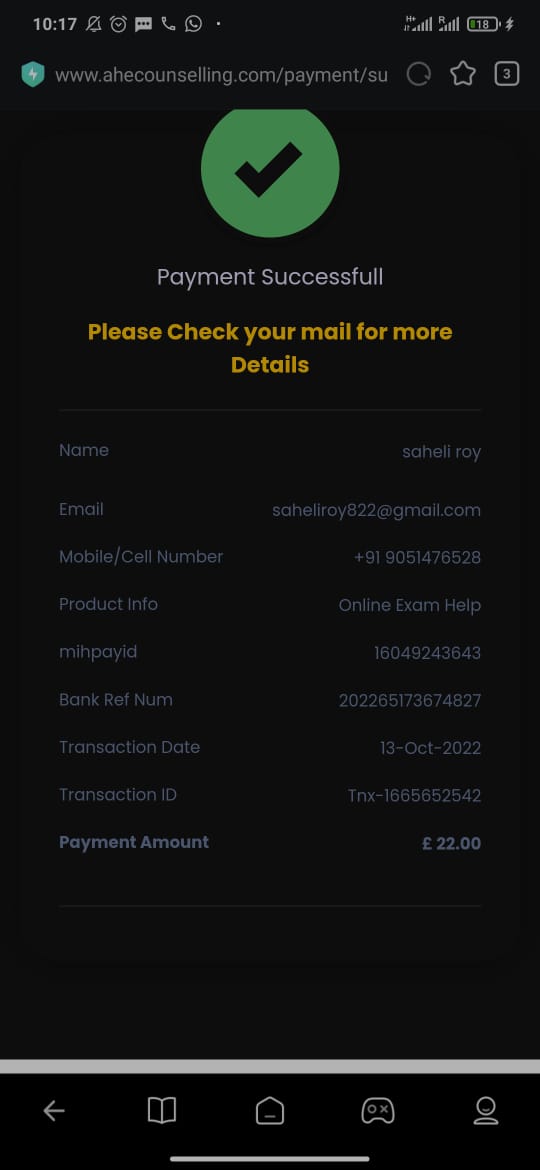 10:17
H+
R
18
www.ahecounselling.com/payment/su
3
Payment Successfull
Please Check your mail for more
Details
Name saheli roy
Email saheliroy822@gmail.com
Mobile/Cell Number +91 9051476528
Product Info Online Exam Help
mihpayid 16049243643
Bank Ref Num 202265173674827
Transaction Date 13-Oct-2022
Transaction ID Tnx-1665652542
Payment Amount £ 22.00